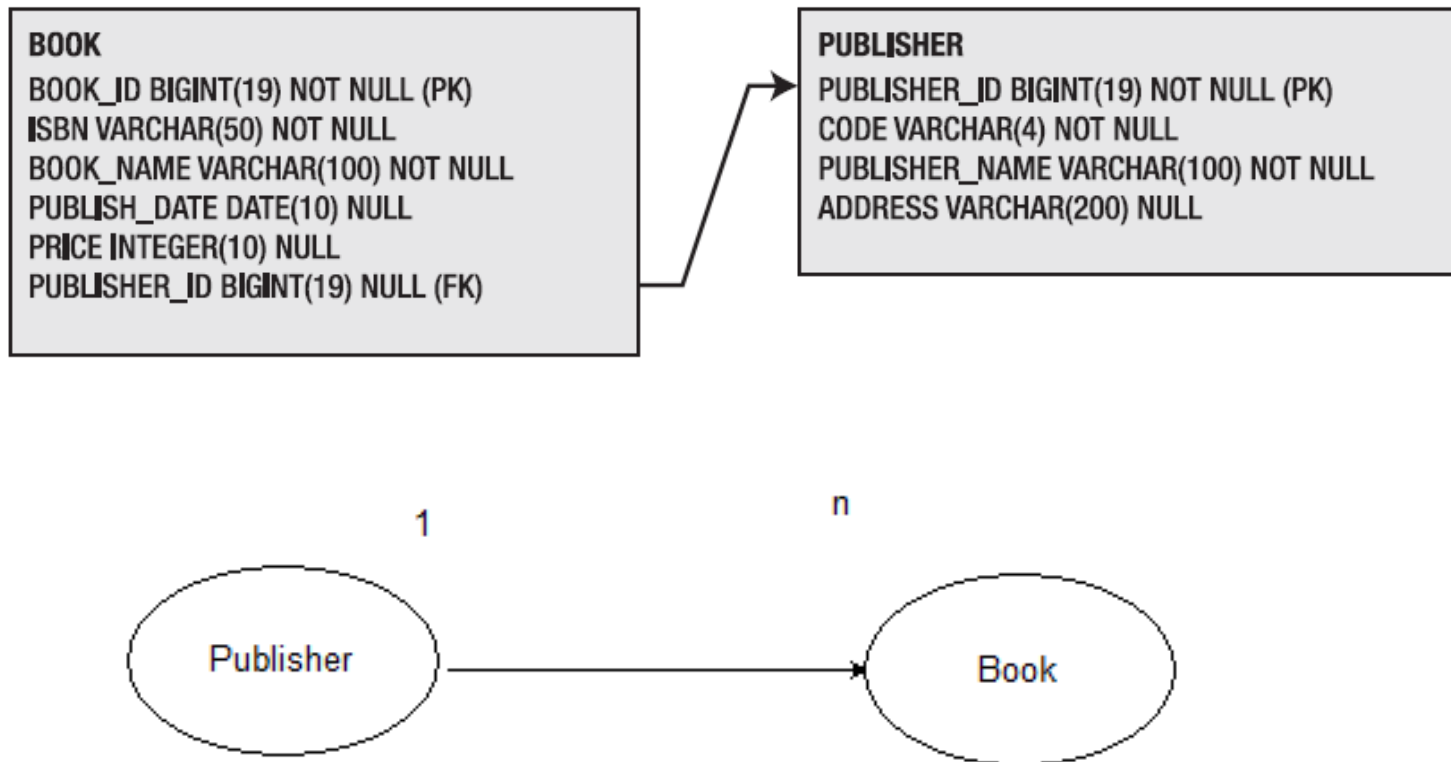 BOOK
BOOK_ID BIGINT(19) NOT NULL (PK)
ISBN VARCHAR(50) NOT NULL
BOOK_NAME VARCHAR(100) NOT NULL
PUBLISH_DATE DATE(10) NULL
PRICE INTEGER(10) NULL
PUBLISHER_ID BIGINT(19) NULL (FK)
PUBLISHER
PUBLISHER_ID BIGINT(19) NOT NULL (PK)
CODE VARCHAR(4) NOT NULL
PUBLISHER_NAME VARCHAR(100) NOT NULL
ADDRESS VARCHAR(200) NULL
1
n
Publisher
Book